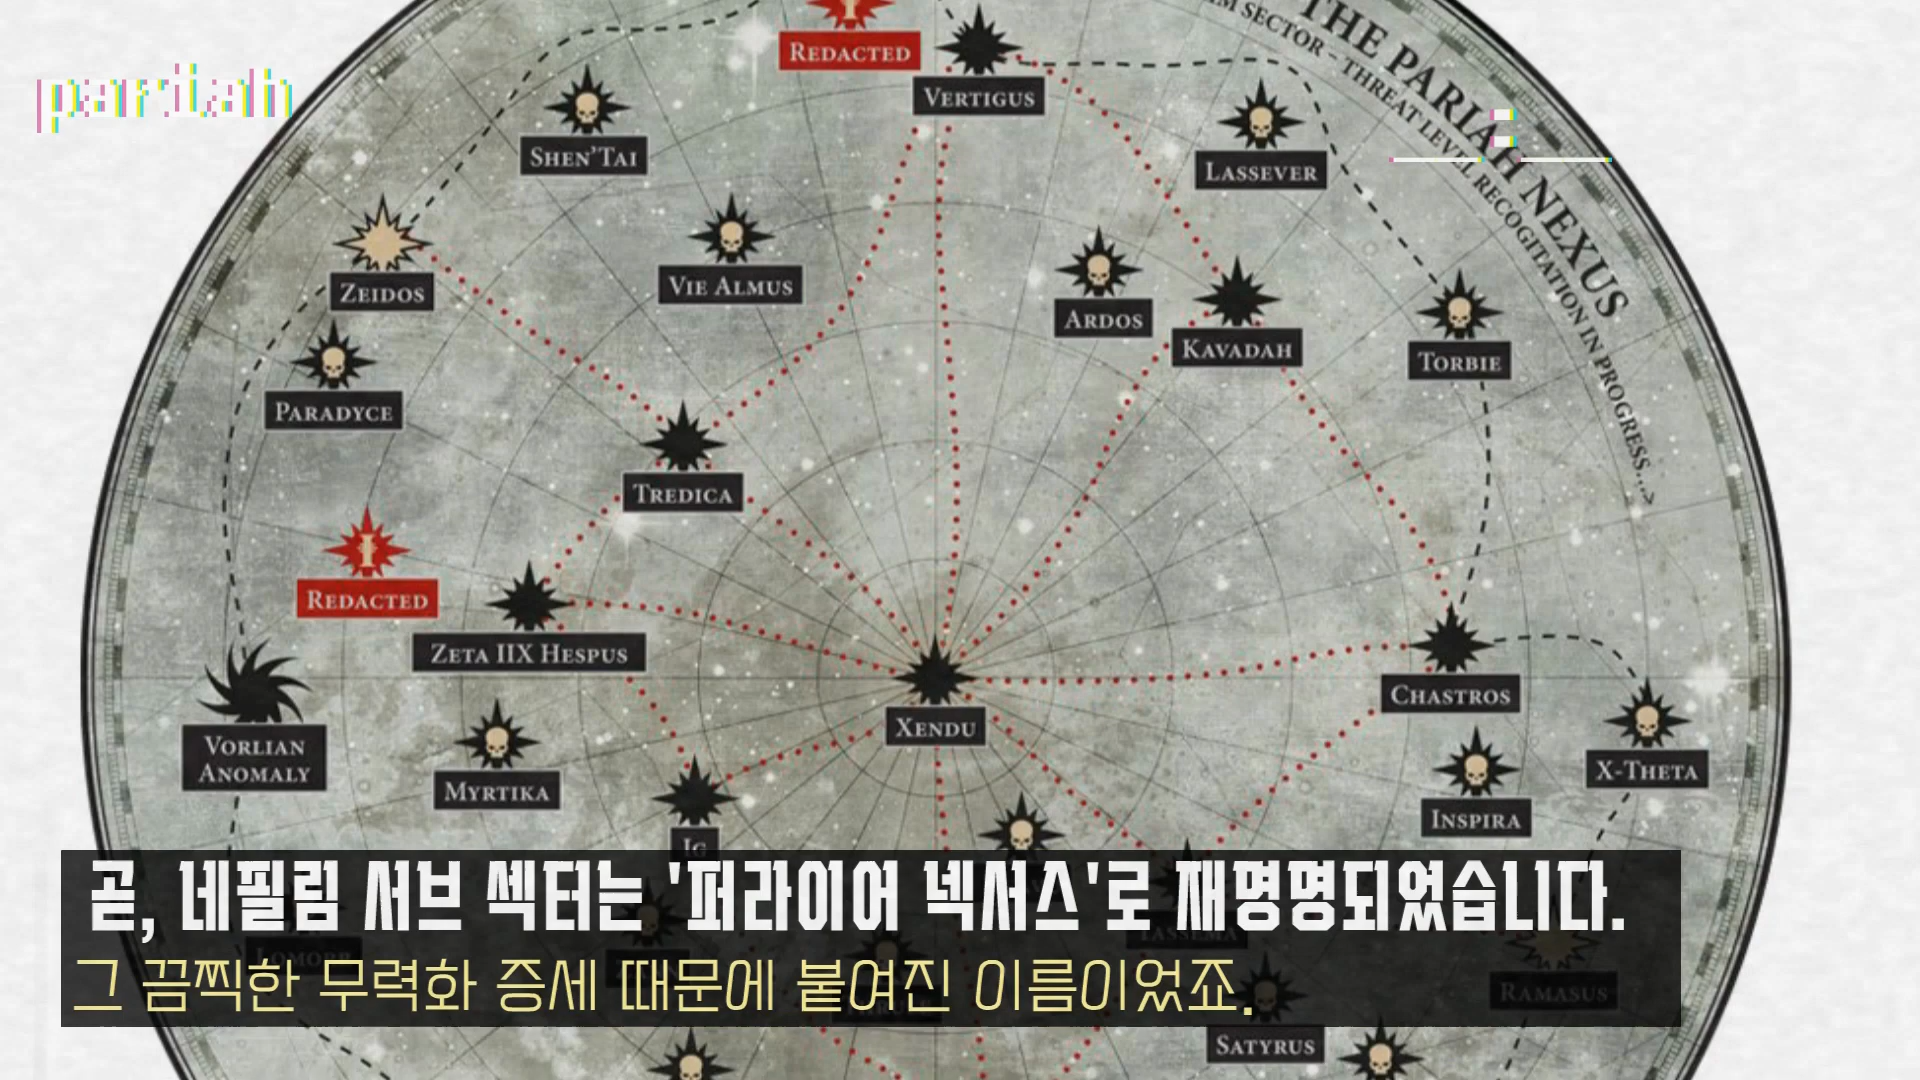 pariah
REDACTED
VERTIGUS
THE PARIAH NEXUS
SECTOR – THREAT LEVEL RECOGITATION IN PROGRESS...->
SHEN'TAI
LASSEVER
ZEIDOS
VIE ALMUS
ARDOS
KAVADAH
TORBIE
PARADYCE
TREDICA
REDACTED
ZETA IIX HESPUS
XENDU
CHASTROS
VORLIAN
ANOMALY
MYRTIKA
X-THETA
INSPIRA
곧, 네필림 서브 섹터는 '퍼라이어 넥서스'로 재명명되었습니다.
그 끔찍한 무력화 증세 때문에 붙여진 이름이었죠.
RAMASUS
SATYRUS